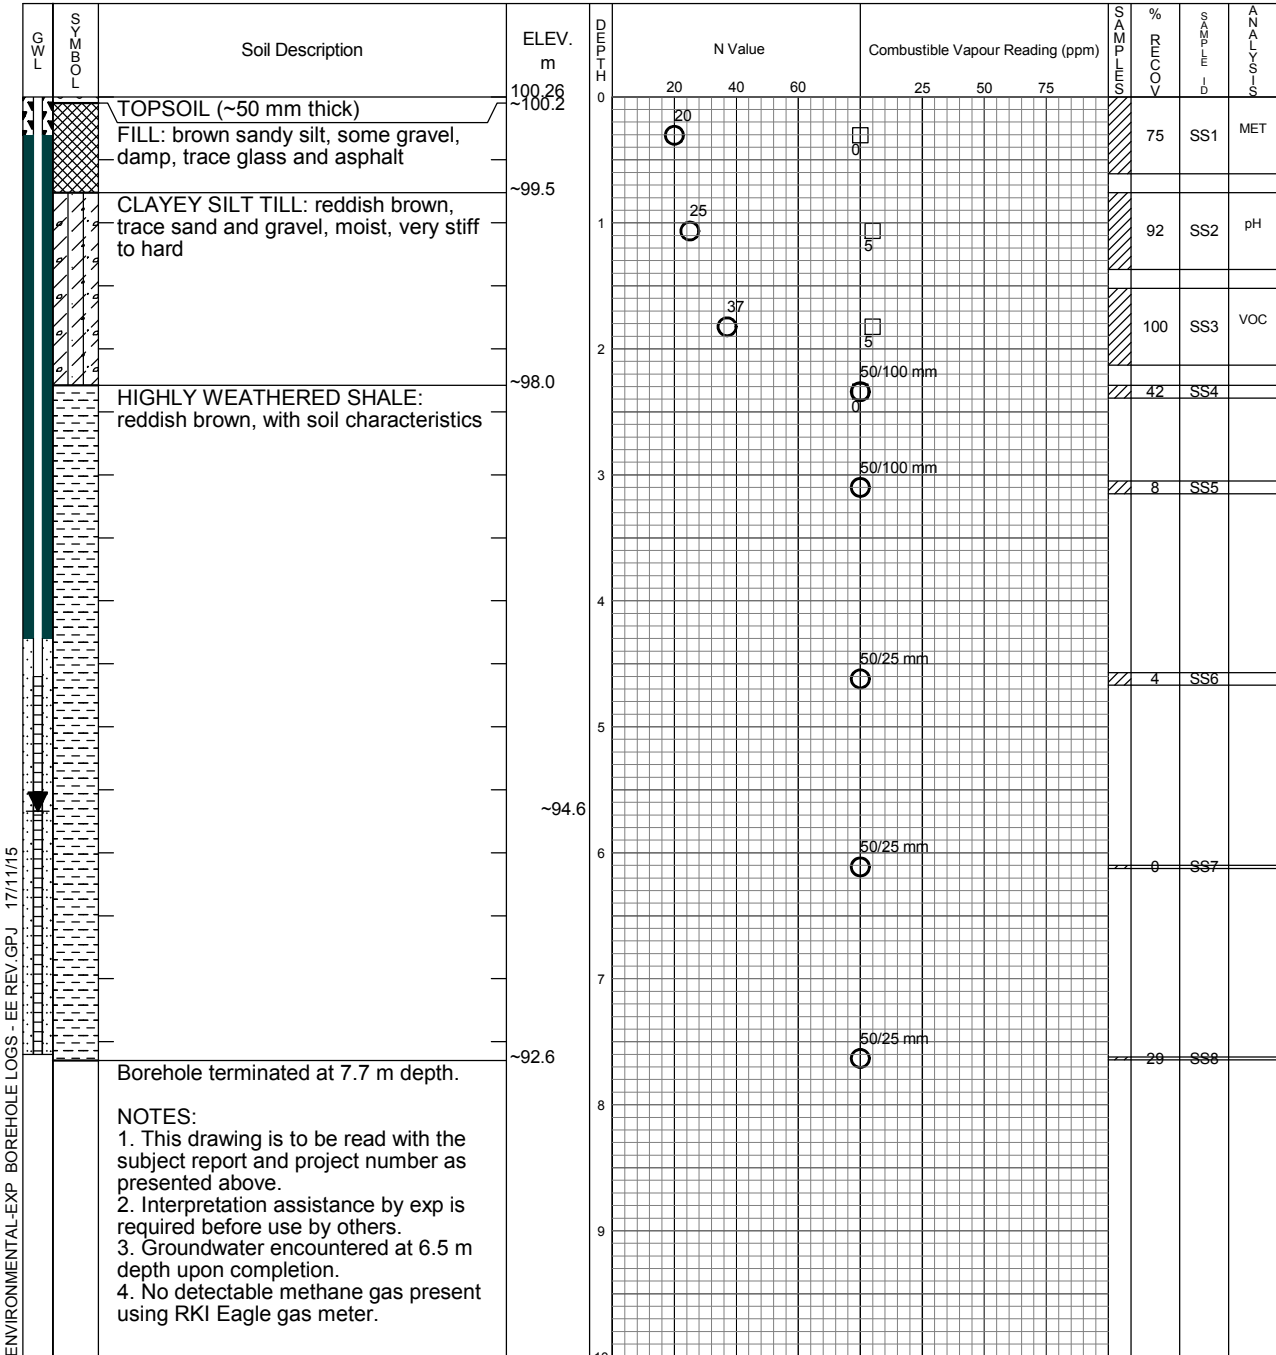 GWL
SYMBOL
Soil Description
ELEV.
m
DEPTH
N Value
Combustible Vapour Reading (ppm)
SAMPLES
% RECOV
SAMPLE ID
ANALYSIS
20 40 60 25 50 75
100.26
~100.2
0
TOPSOIL (~50 mm thick)
FILL: brown sandy silt, some gravel,
damp, trace glass and asphalt
20
0
75 SS1 MET
~99.5
CLAYEY SILT TILL: reddish brown,
trace sand and gravel, moist, very stiff
to hard
1
25
5
92 SS2 pH
37
5
100 SS3 VOC
2
~98.0
HIGHLY WEATHERED SHALE:
reddish brown, with soil characteristics
50/100 mm
0
42 SS4
3
50/100 mm
8 SS5
4
50/25 mm
4 SS6
5
~94.6
6
50/25 mm
0 SS7
7
50/25 mm
29 SS8
~92.6
Borehole terminated at 7.7 m depth.
8
NOTES:
1. This drawing is to be read with the
subject report and project number as
presented above.
2. Interpretation assistance by exp is
required before use by others.
3. Groundwater encountered at 6.5 m
depth upon completion.
4. No detectable methane gas present
using RKI Eagle gas meter.
9
10
ENVIRONMENTAL-EXP BOREHOLE LOGS - EE REV.GPJ 17/11/15